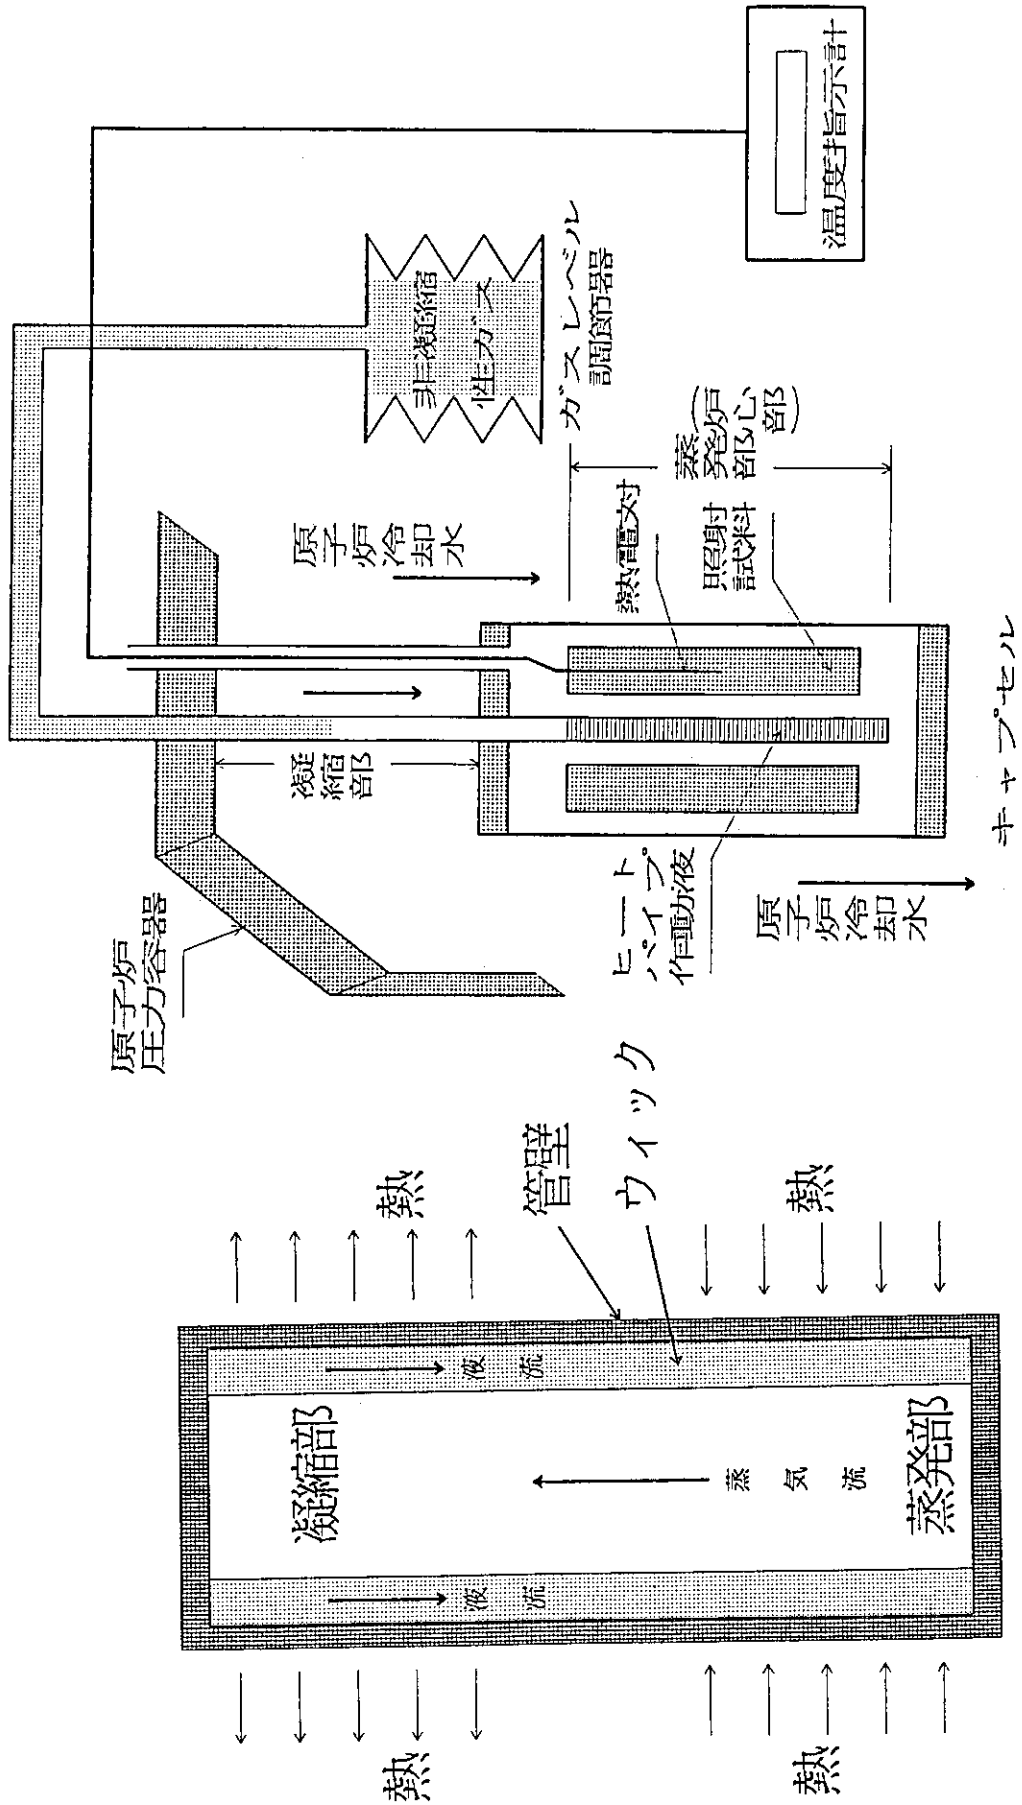 熱
熱
凝縮部
液流
液流
蒸気流
蒸発部
熱
熱
管壁
ウィック
原子炉
圧力容器
凝縮部
原子炉冷却水
非凝縮
性ガス
ガスレベル
調節器
熱電対
照射
試料
蒸発部
(炉心部)
ヒート
パイプ
作動液
原子炉冷却水
キャプセル
温度指示計